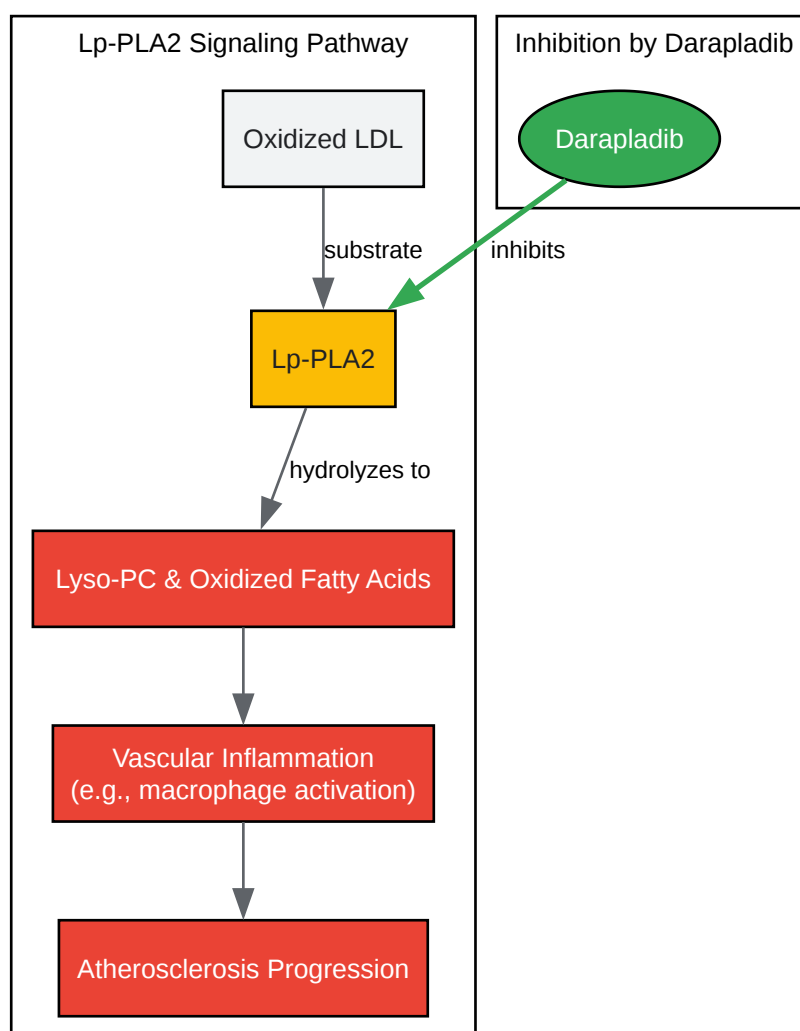 Lp-PLA2 Signaling Pathway
Inhibition by Darapladib
Oxidized LDL
Darapladib
substrate
inhibits
Lp-PLA2
hydrolyzes to
Lyso-PC & Oxidized Fatty Acids
Vascular Inflammation
(e.g., macrophage activation)
Atherosclerosis Progression